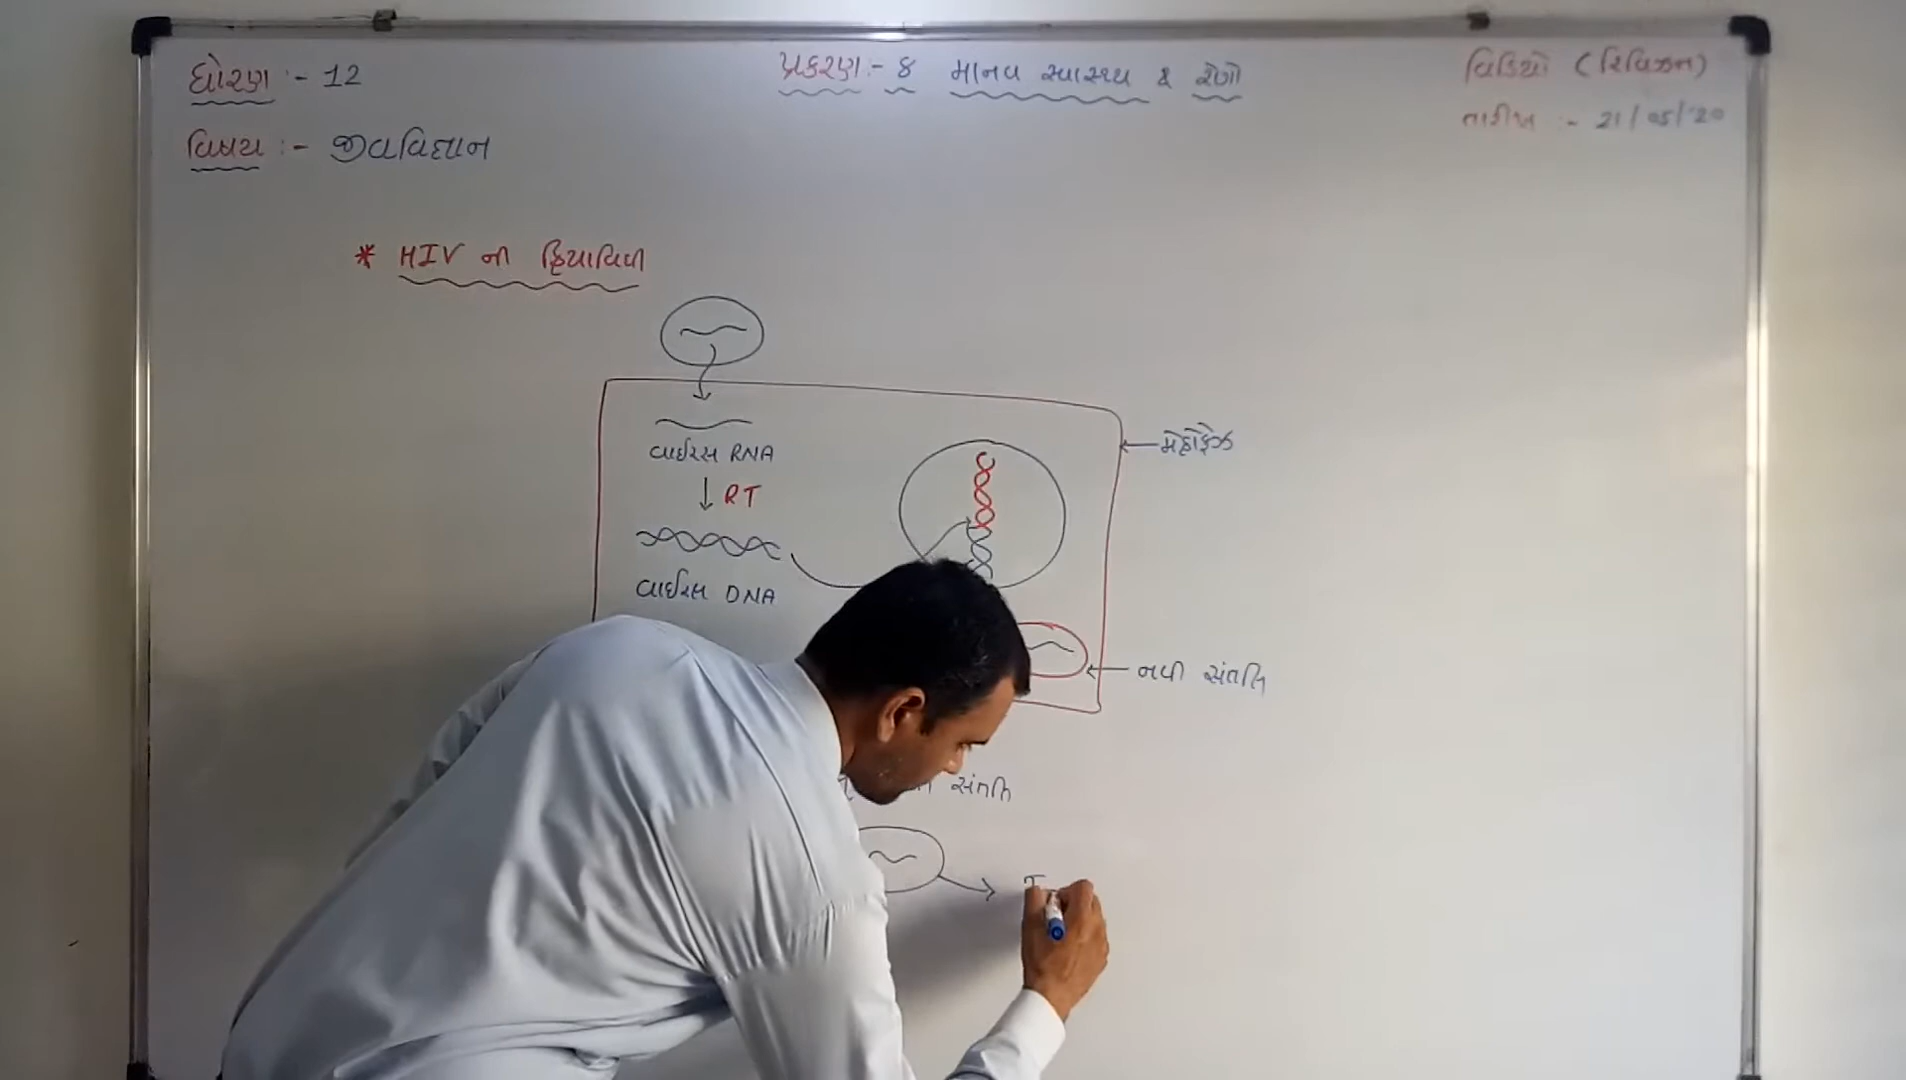 ધોરણ :- 12
પ્રકરણ :- 8 માનવ સ્વાસ્થ્ય & રોગો
વિડિયો (રિવિઝન)
તારીખ :- 21/05/'20
વિષય :- જીવવિજ્ઞાન
* HIV ની ક્રિયાવિધી
વાઈરસ RNA
મેક્રોફેઝ
RT
વાઈરસ DNA
નવી સંતતિ
સંતતિ
T